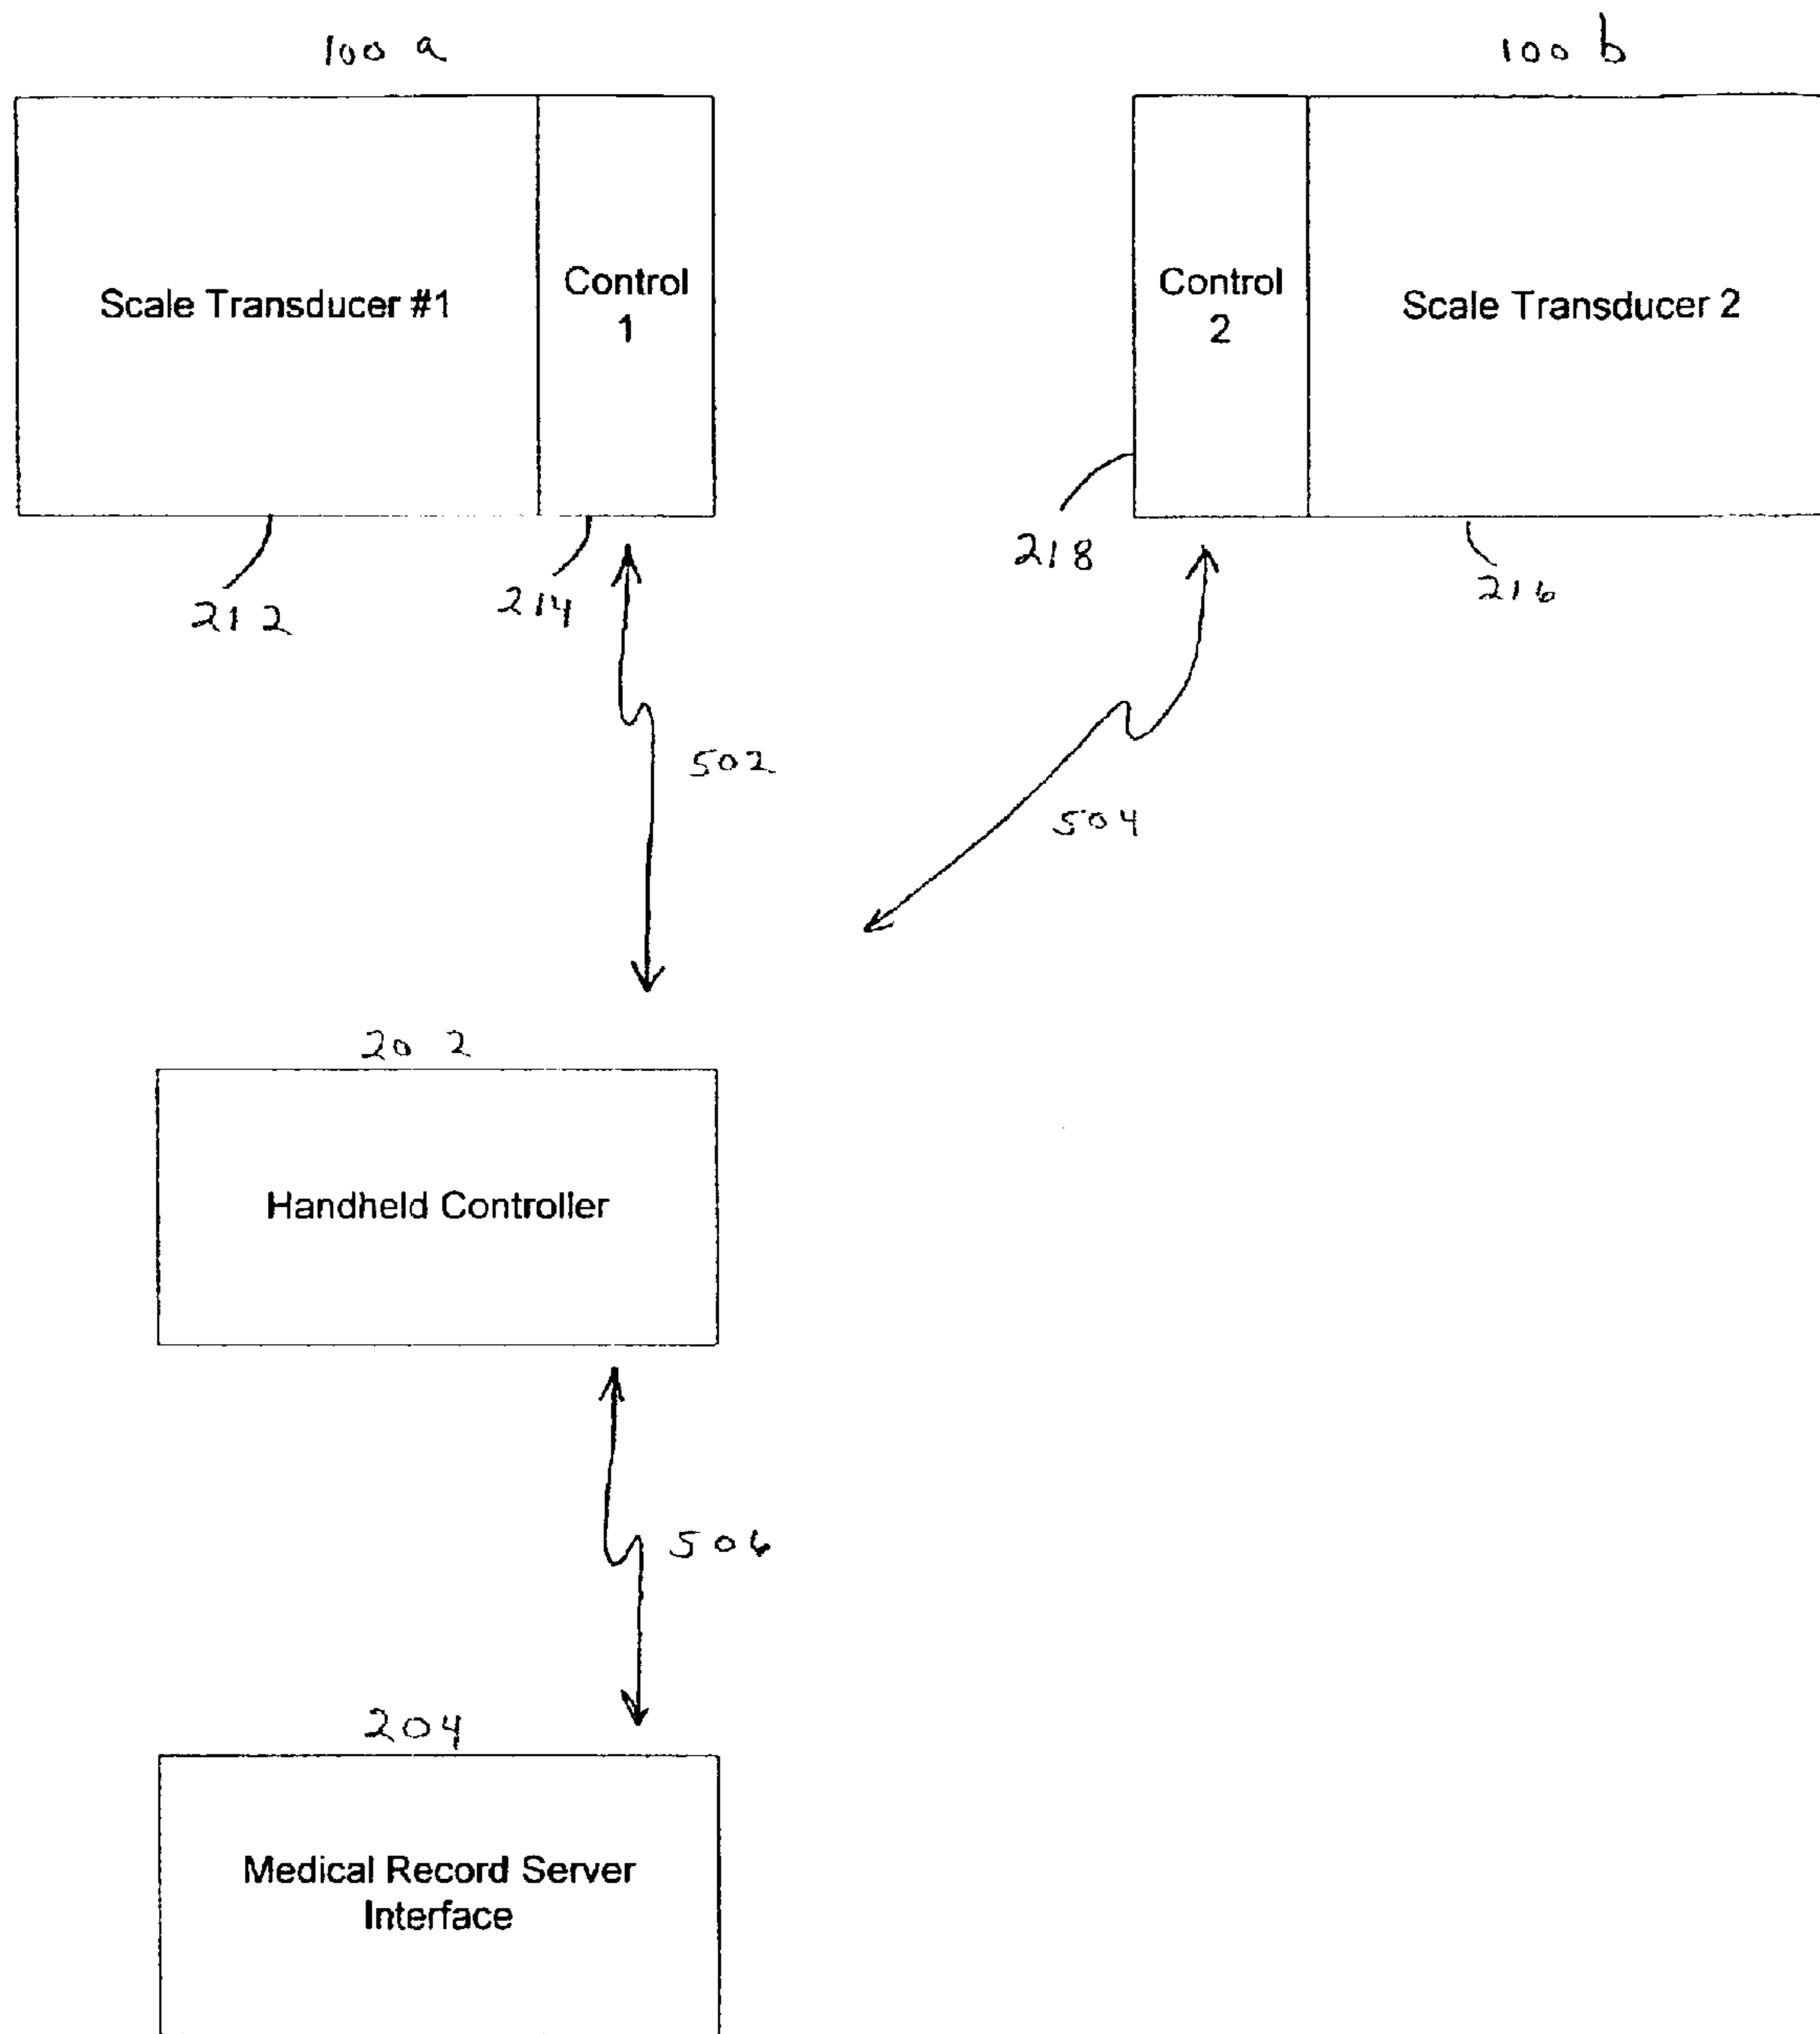 100 a
100 b
Scale Transducer #1
Control
1
Control
2
Scale Transducer 2
212
214
218
216
502
504
202
Handheld Controller
506
204
Medical Record Server
Interface